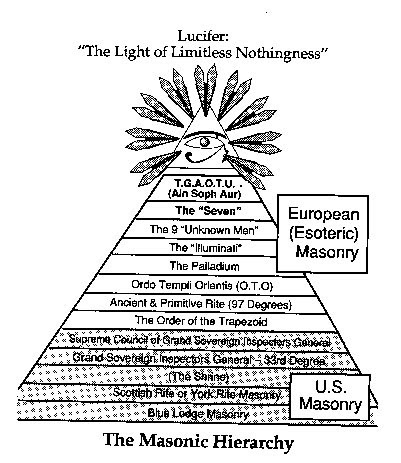 Lucifer:
"The Light of Limitless Nothingness"
T.G.A.O.T.U. .
(Ain Soph Aur)
The "Seven"
The 9 "Unknown Men"
The "Illuminati"
The Palladium
Ordo Templi Orientis (O.T.O)
Ancient & Primitive Rite (97 Degrees)
The Order of the Trapezoid
Supreme Council of Grand Sovereign Inspectors General
Grand Sovereign Inspectors General - 33rd Degree
(The Shrine)
Scottish Rite or York Rite Masonry
Blue Lodge Masonry
European
(Esoteric)
Masonry
U.S.
Masonry
The Masonic Hierarchy